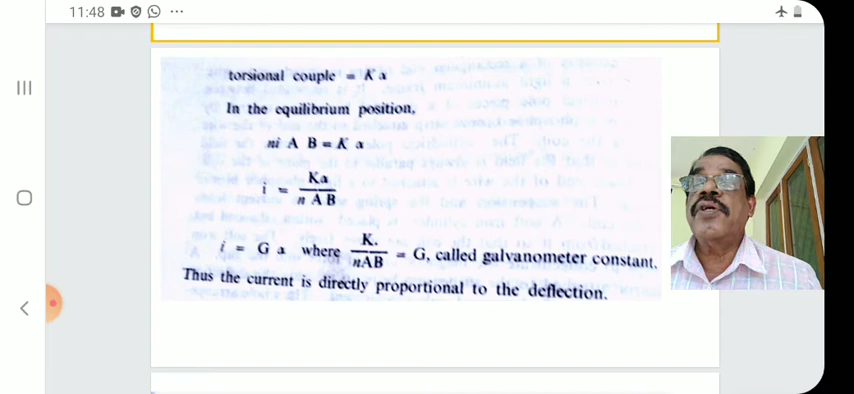 11:48
torsional couple = K a
In the equilibrium position,
ni A B = K a
i = Ka / n A B
i = G a where K. / nAB = G, called galvanometer constant.
Thus the current is directly proportional to the deflection.